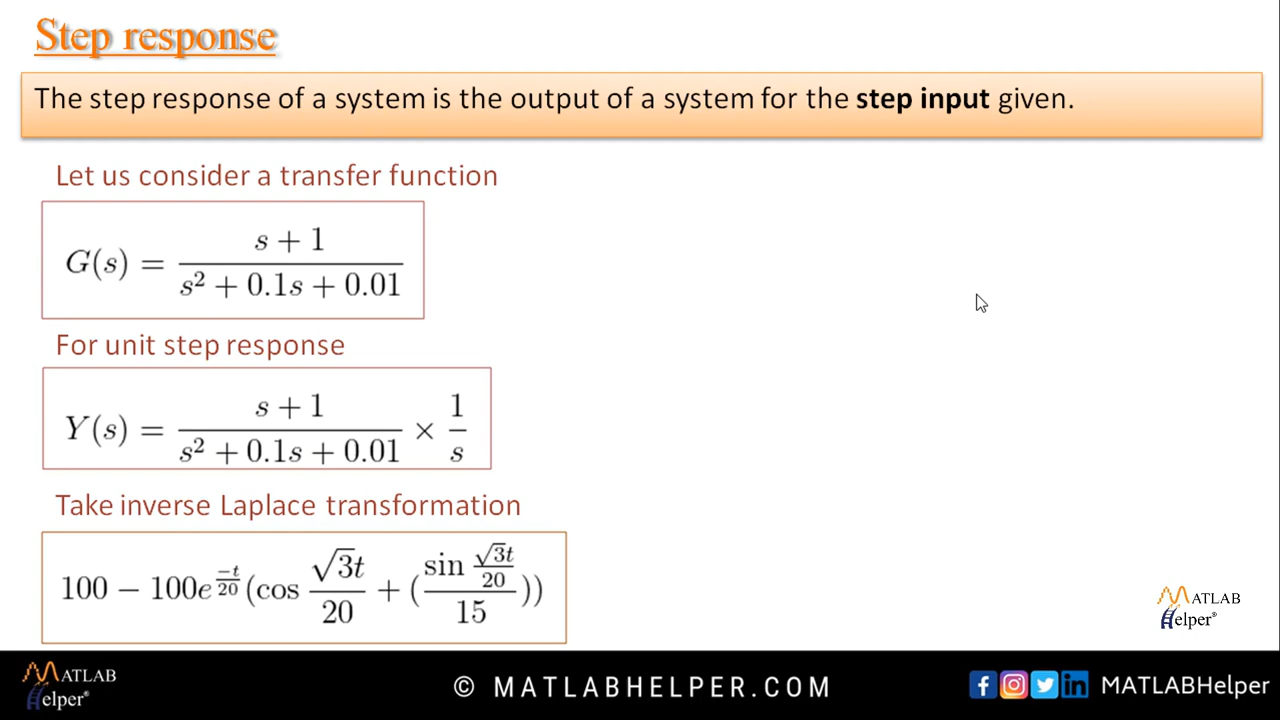 Step response
The step response of a system is the output of a system for the step input given.
Let us consider a transfer function
G(s) = (s + 1)/(s² + 0.1s + 0.01)
For unit step response
Y(s) = (s + 1)/(s² + 0.1s + 0.01) × 1/s
Take inverse Laplace transformation
100 − 100e^(−t/20)(cos √3t/20 + ((sin √3t/20)/15))
MATLAB
Helper®
MATLAB
Helper®
© MATLABHELPER.COM
MATLABHelper